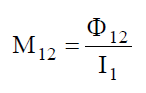 M₁₂ = Φ₁₂ / I₁